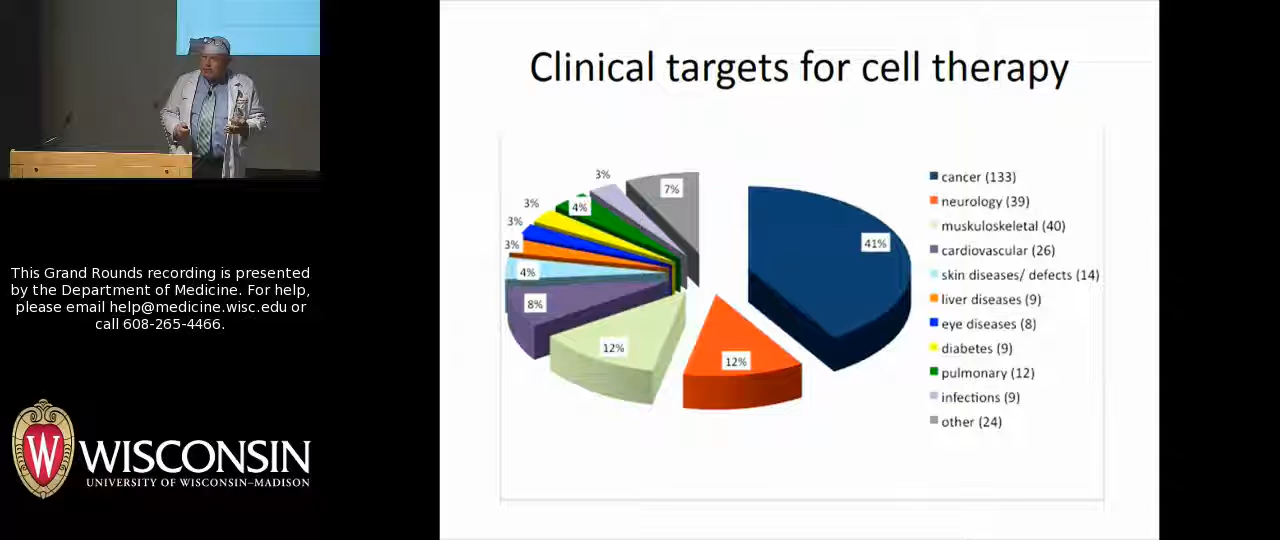 Clinical targets for cell therapy
3%
7%
4%
3%
3%
41%
3%
4%
8%
12%
12%
cancer (133)
neurology (39)
muskuloskeletal (40)
cardiovascular (26)
skin diseases/ defects (14)
liver diseases (9)
eye diseases (8)
diabetes (9)
pulmonary (12)
infections (9)
other (24)
This Grand Rounds recording is presented
by the Department of Medicine. For help,
please email help@medicine.wisc.edu or
call 608-265-4466.
W
WISCONSIN
UNIVERSITY OF WISCONSIN–MADISON